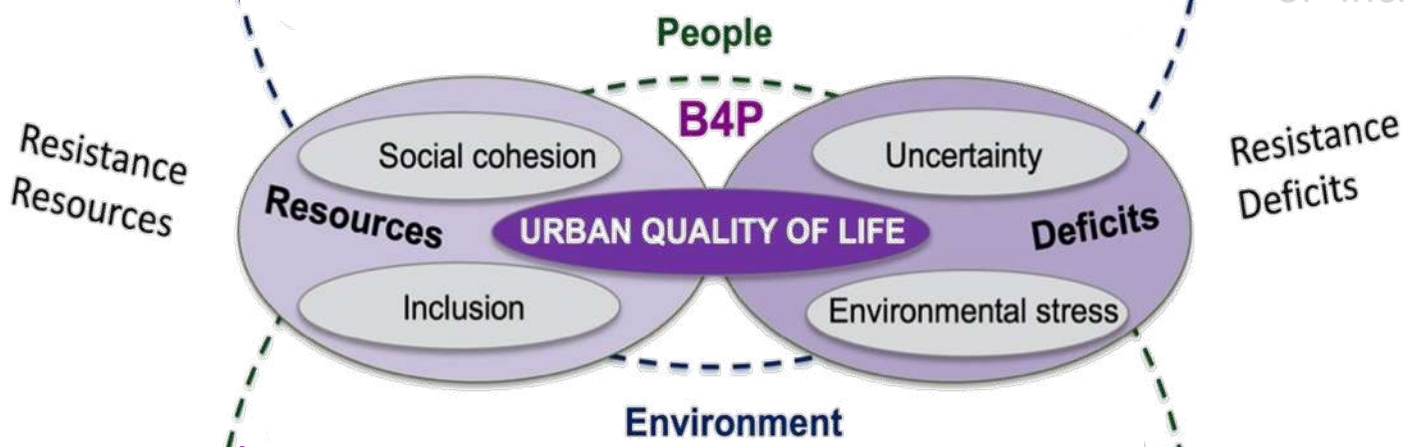 People
B4P
Resistance
Resources
Social cohesion
Resources
Inclusion
URBAN QUALITY OF LIFE
Uncertainty
Deficits
Environmental stress
Resistance
Deficits
Environment